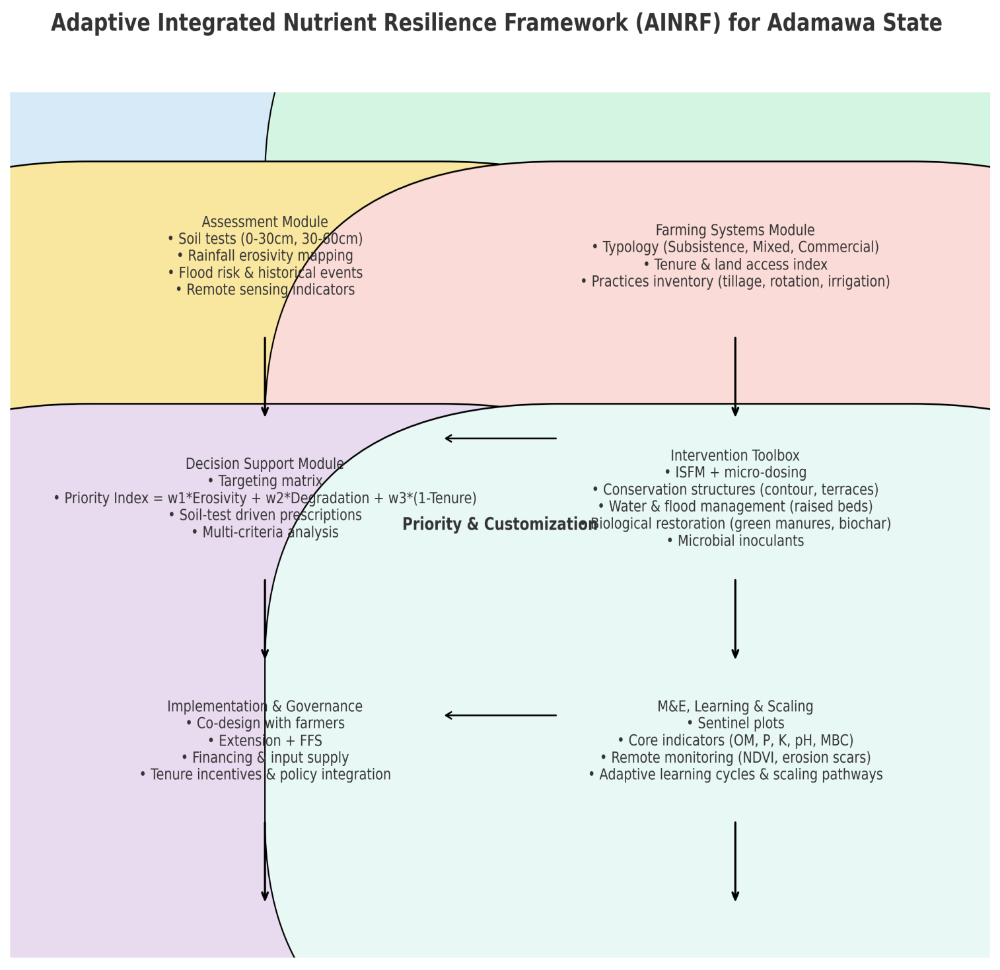 Adaptive Integrated Nutrient Resilience Framework (AINRF) for Adamawa State
Assessment Module
• Soil tests (0-30cm, 30-60cm)
• Rainfall erosivity mapping
• Flood risk & historical events
• Remote sensing indicators
Farming Systems Module
• Typology (Subsistence, Mixed, Commercial)
• Tenure & land access index
• Practices inventory (tillage, rotation, irrigation)
Decision Support Module
• Targeting matrix
• Priority Index = w1*Erosivity + w2*Degradation + w3*(1-Tenure)
• Soil-test driven prescriptions
• Multi-criteria analysis
Priority & Customization
Intervention Toolbox
• ISFM + micro-dosing
• Conservation structures (contour, terraces)
• Water & flood management (raised beds)
• Biological restoration (green manures, biochar)
• Microbial inoculants
Implementation & Governance
• Co-design with farmers
• Extension + FFS
• Financing & input supply
• Tenure incentives & policy integration
M&E, Learning & Scaling
• Sentinel plots
• Core indicators (OM, P, K, pH, MBC)
• Remote monitoring (NDVI, erosion scars)
• Adaptive learning cycles & scaling pathways